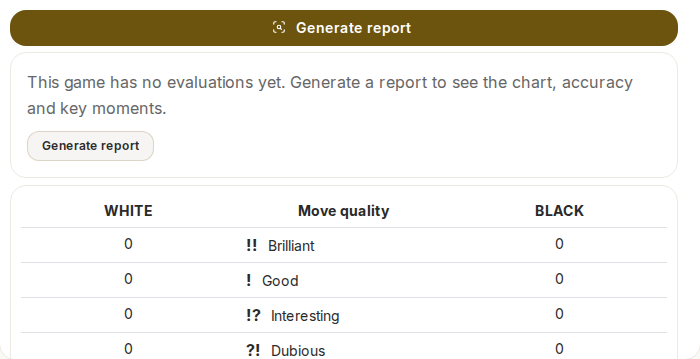 Generate report
This game has no evaluations yet. Generate a report to see the chart, accuracy
and key moments.
Generate report
WHITE Move quality BLACK
0 !! Brilliant 0
0 ! Good 0
0 !? Interesting 0
0 ?! Dubious 0